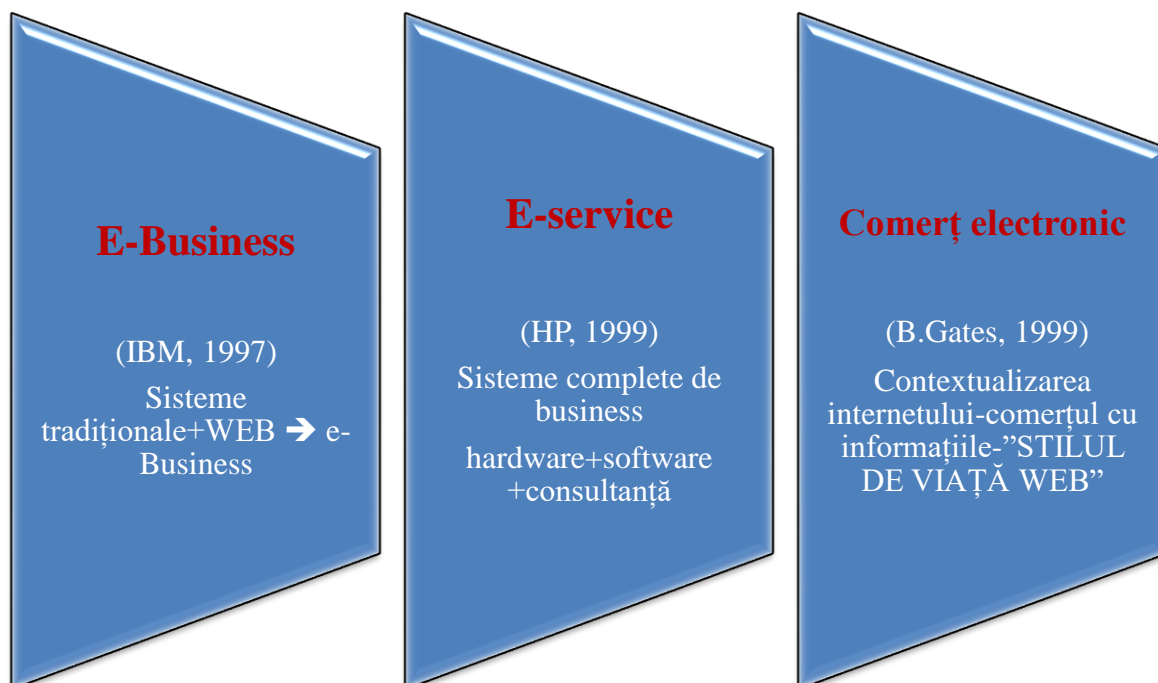 E-Business
(IBM, 1997)
Sisteme
tradiționale+WEB ➔ e-
Business
E-service
(HP, 1999)
Sisteme complete de
business
hardware+software
+consultanță
Comerț electronic
(B.Gates, 1999)
Contextualizarea
internetului-comerțul cu
informațiile-”STILUL
DE VIAȚĂ WEB”